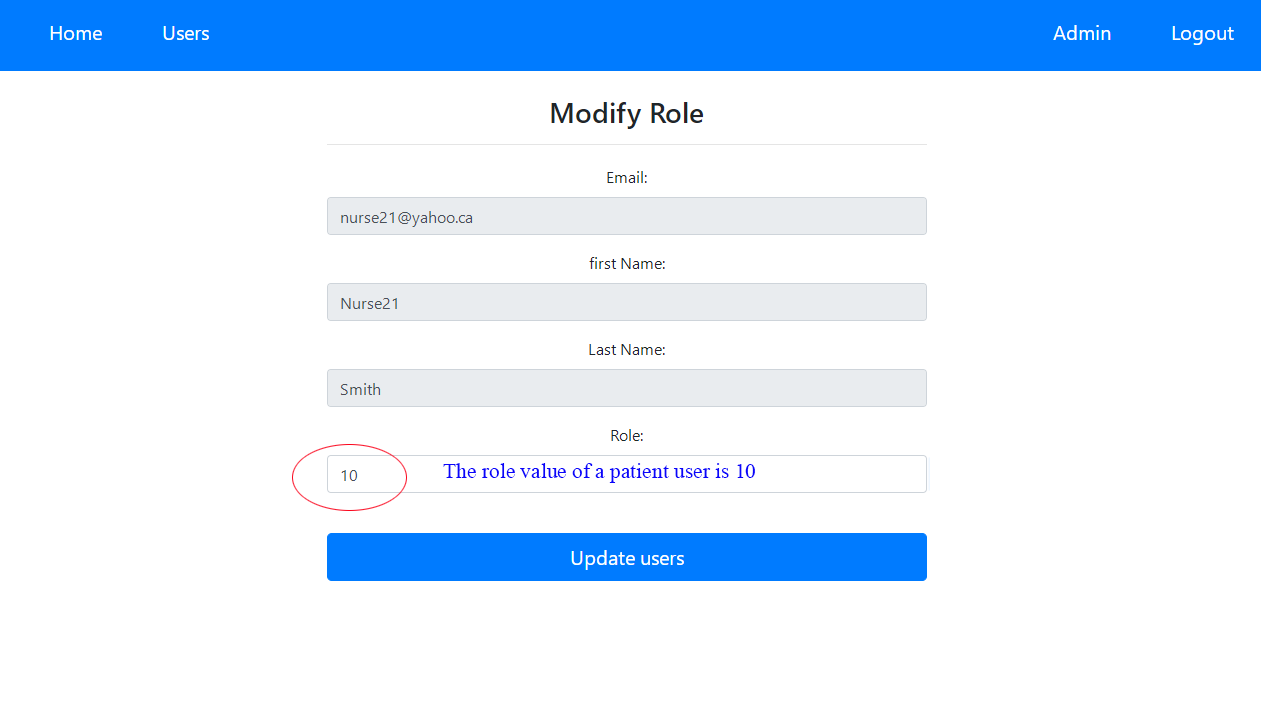 Home Users Admin Logout
Modify Role
Email:
nurse21@yahoo.ca
first Name:
Nurse21
Last Name:
Smith
Role:
10 The role value of a patient user is 10
Update users